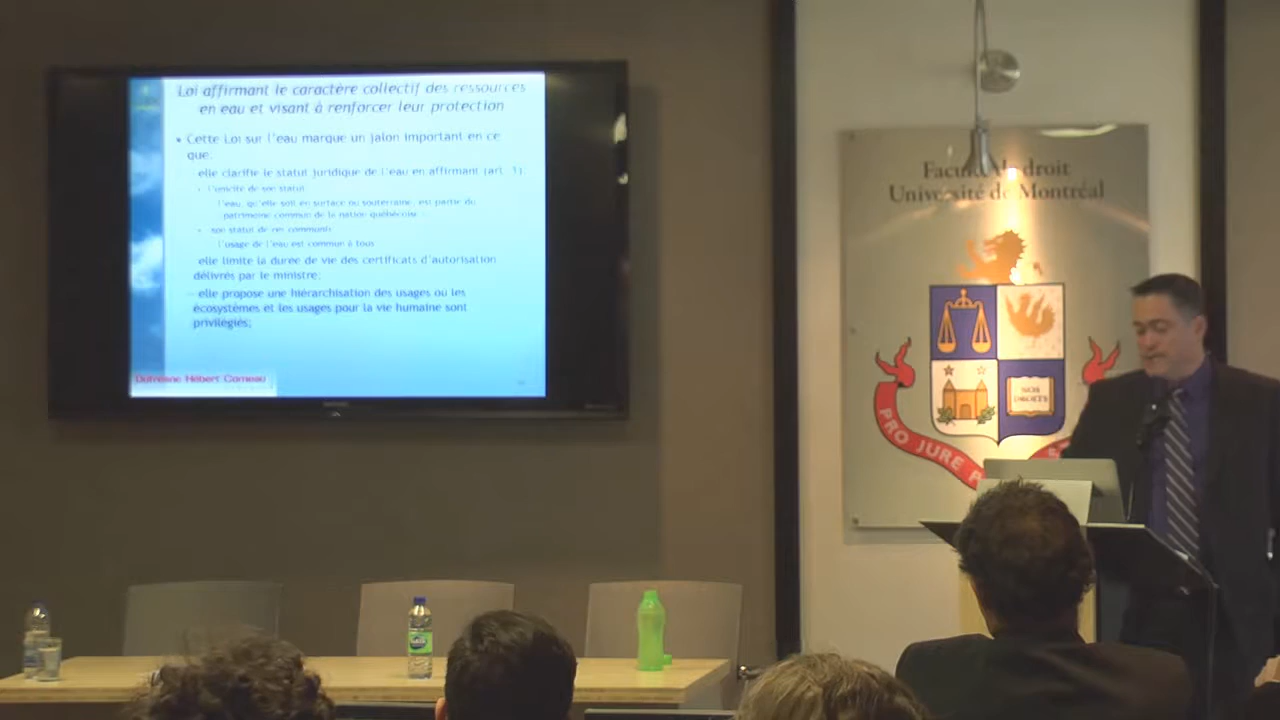 Loi affirmant le caractère collectif des ressources
en eau et visant à renforcer leur protection
• Cette Loi sur l'eau marque un jalon important en ce
que:
elle clarifie le statut juridique de l'eau en affirmant (art. 1):
• l'unicité de son statut
l'eau, qu'elle soit en surface ou souterraine, est partie du
patrimoine commun de la nation québécoise
• son statut de res communis
l'usage de l'eau est commun à tous
elle limite la durée de vie des certificats d'autorisation
délivrés par le ministre;
– elle propose une hiérarchisation des usages où les
écosystèmes et les usages pour la vie humaine sont
privilégiés;
Dufresne Hébert Comeau
Faculté de droit
Université de Montréal
NOS
DROITS
PRO JURE